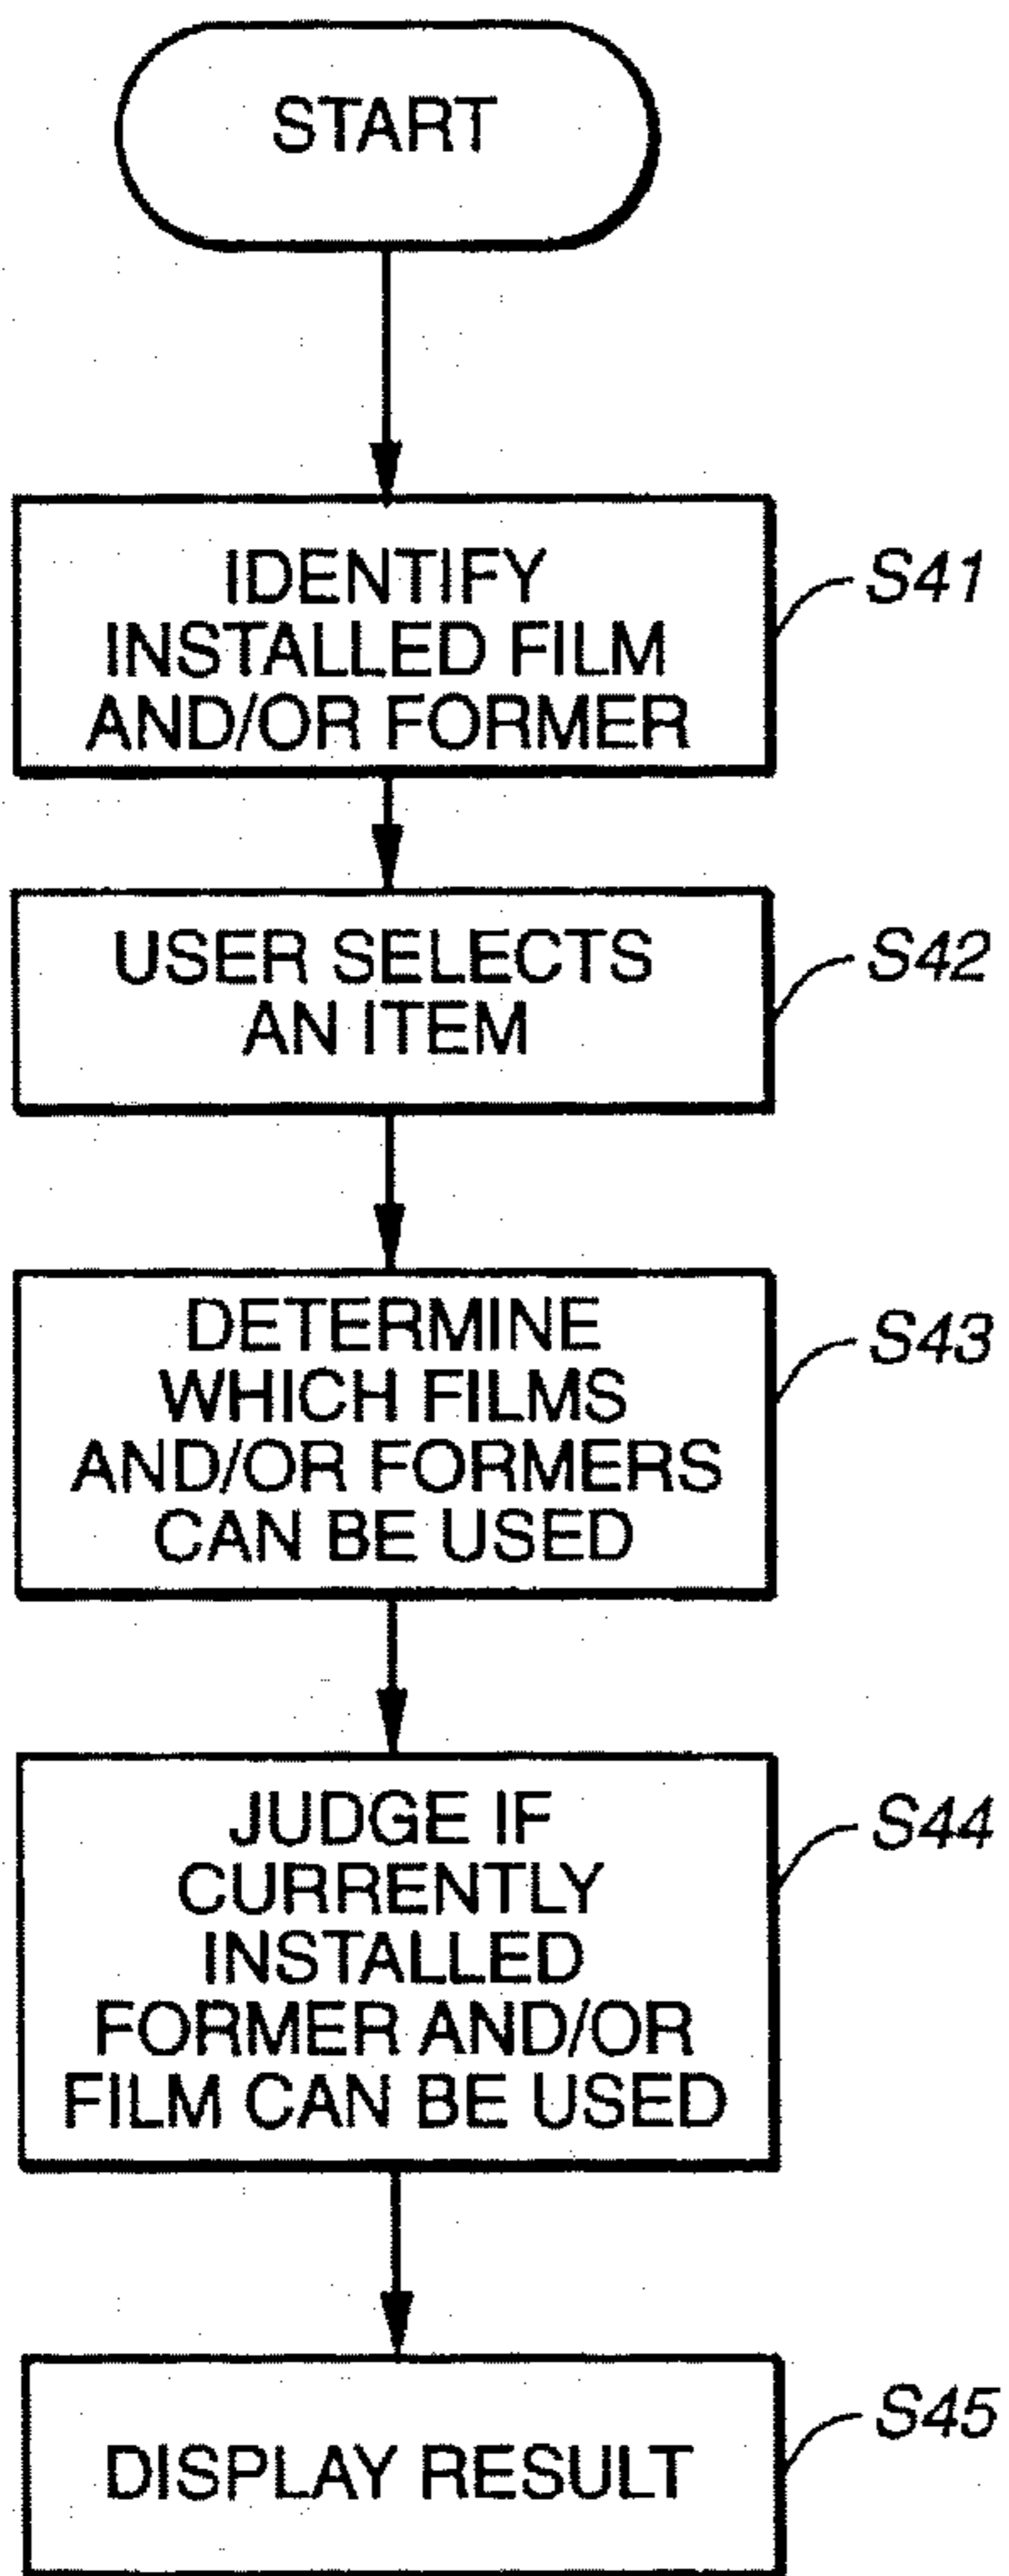 START
IDENTIFY
INSTALLED FILM
AND/OR FORMER
S41
USER SELECTS
AN ITEM
S42
DETERMINE
WHICH FILMS
AND/OR FORMERS
CAN BE USED
S43
JUDGE IF
CURRENTLY
INSTALLED
FORMER AND/OR
FILM CAN BE USED
S44
DISPLAY RESULT
S45